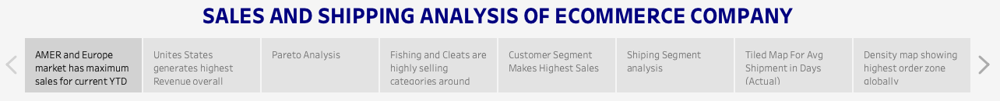 SALES AND SHIPPING ANALYSIS OF ECOMMERCE COMPANY
AMER and Europe
market has maximum
sales for current YTD
Unites States
generates highest
Revenue overall
Pareto Analysis
Fishing and Cleats are
highly selling
categories around
Customer Segment
Makes Highest Sales
Shiping Segment
analysis
Tiled Map For Avg
Shipment in Days
(Actual)
Density map showing
highest order zone
globally